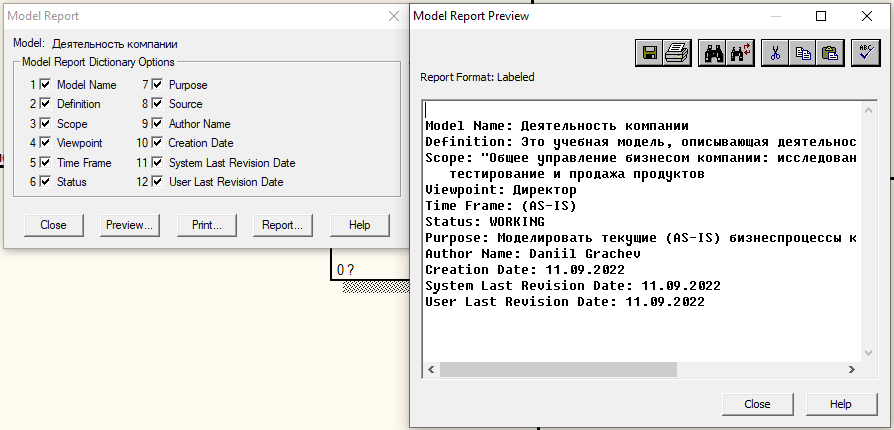 Model Report
Model: Деятельность компании
Model Report Dictionary Options
1 Model Name 7 Purpose
2 Definition 8 Source
3 Scope 9 Author Name
4 Viewpoint 10 Creation Date
5 Time Frame 11 System Last Revision Date
6 Status 12 User Last Revision Date
Close Preview... Print... Report... Help
0 ?
Model Report Preview
ABC
Report Format: Labeled
Model Name: Деятельность компании
Definition: Это учебная модель, описывающая деятельнос
Scope: "Общее управление бизнесом компании: исследован
тестирование и продажа продуктов
Viewpoint: Директор
Time Frame: (AS-IS)
Status: WORKING
Purpose: Моделировать текущие (AS-IS) бизнеспроцессы к
Author Name: Daniil Grachev
Creation Date: 11.09.2022
System Last Revision Date: 11.09.2022
User Last Revision Date: 11.09.2022
Close Help